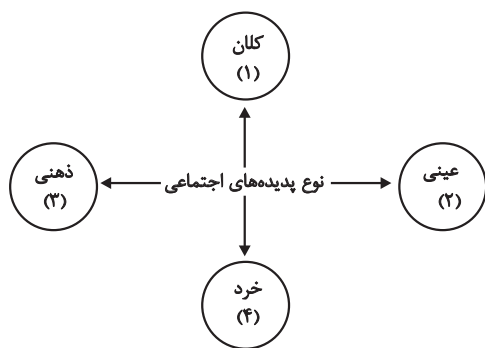 کلان
(۱)
عینی
(۲)
نوع پدیده‌های اجتماعی
ذهنی
(۳)
خرد
(۴)